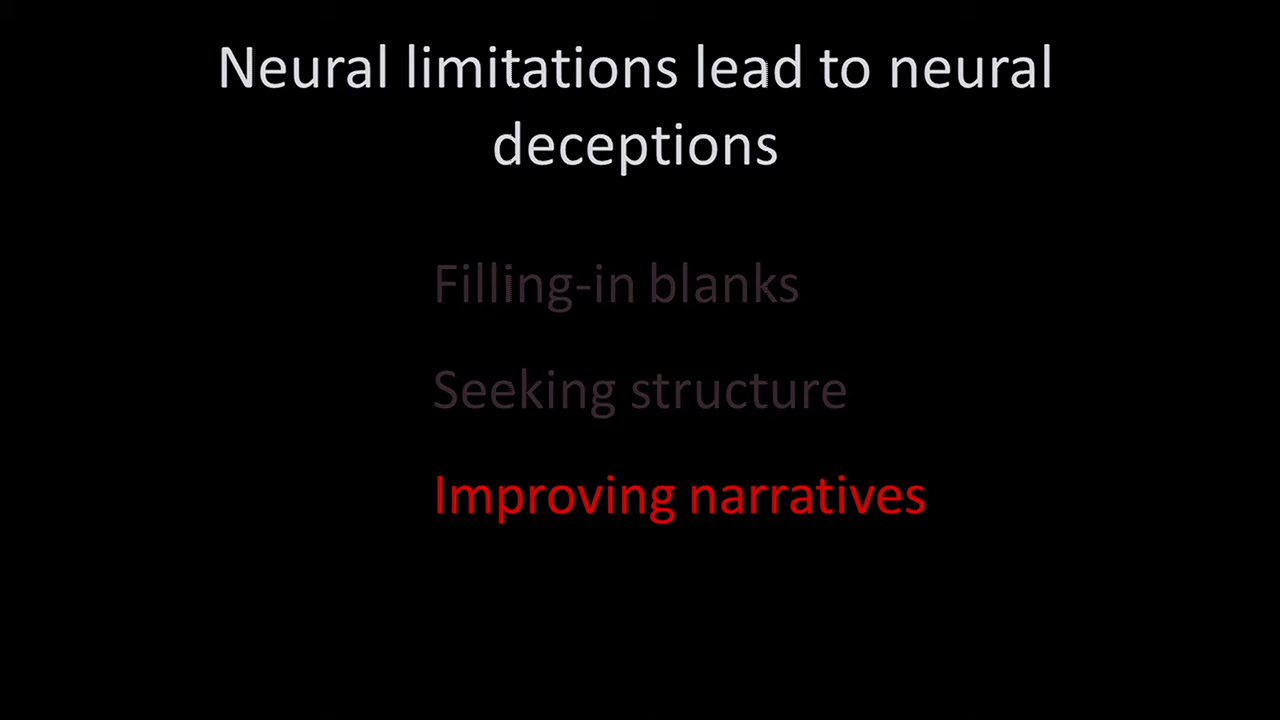 Neural limitations lead to neural
deceptions
Filling-in blanks
Seeking structure
Improving narratives